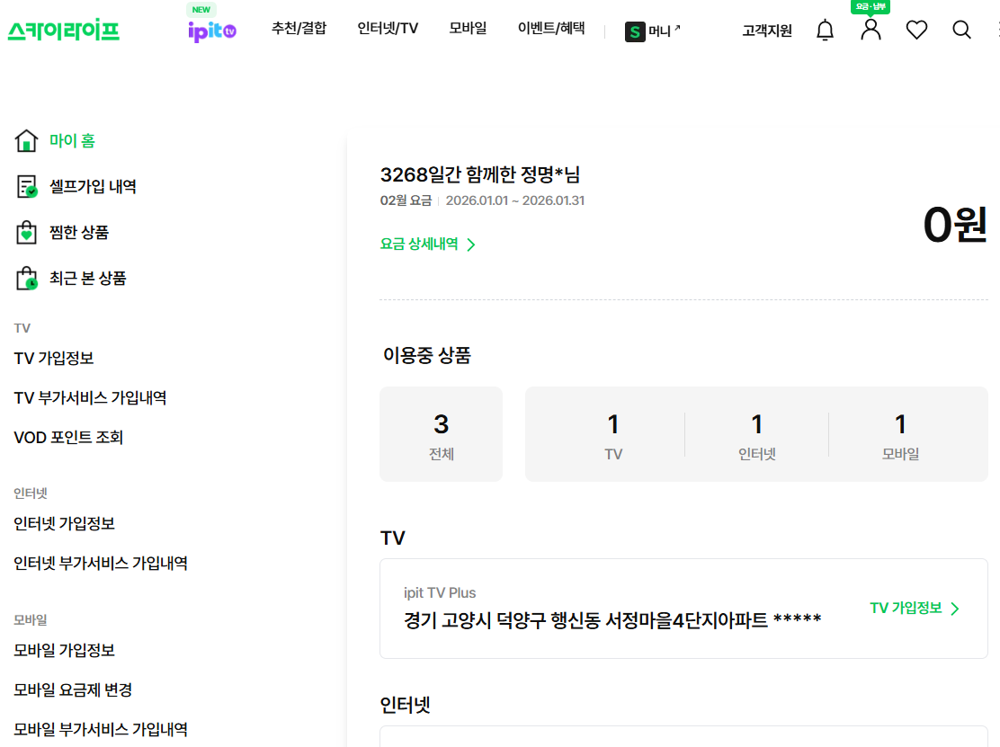 스카이라이프
NEW
ipitotv
추천/결합
인터넷/TV
모바일
이벤트/혜택
S 머니
고객지원
요금·납부
마이 홈
셀프가입 내역
찜한 상품
최근 본 상품
TV
TV 가입정보
TV 부가서비스 가입내역
VOD 포인트 조회
인터넷
인터넷 가입정보
인터넷 부가서비스 가입내역
모바일
모바일 가입정보
모바일 요금제 변경
모바일 부가서비스 가입내역
3268일간 함께한 정명*님
02월 요금
2026.01.01 ~ 2026.01.31
0원
요금 상세내역
이용중 상품
3
전체
1
TV
1
인터넷
1
모바일
TV
ipit TV Plus
경기 고양시 덕양구 행신동 서정마을4단지아파트 *****
TV 가입정보
인터넷